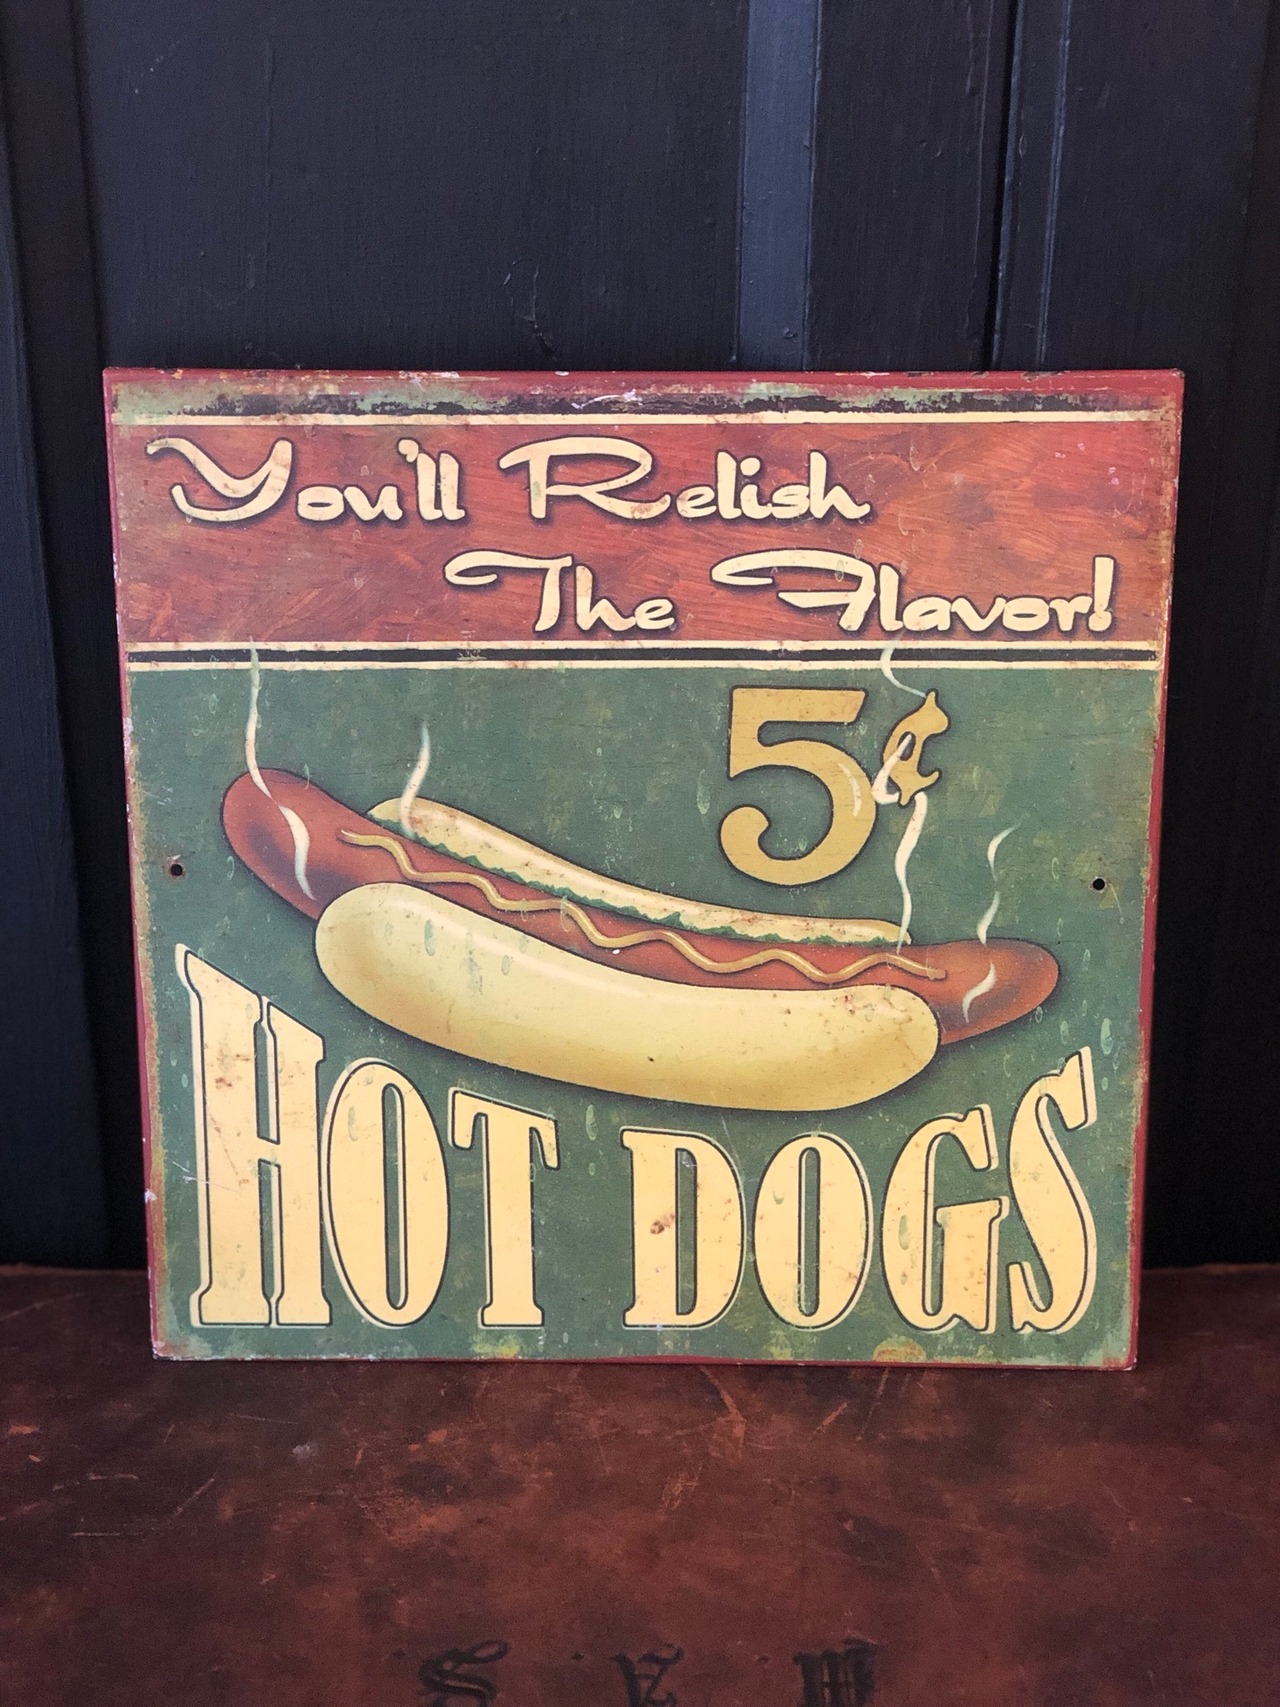 You'll Relish
The Flavor!
5¢
HOT DOGS